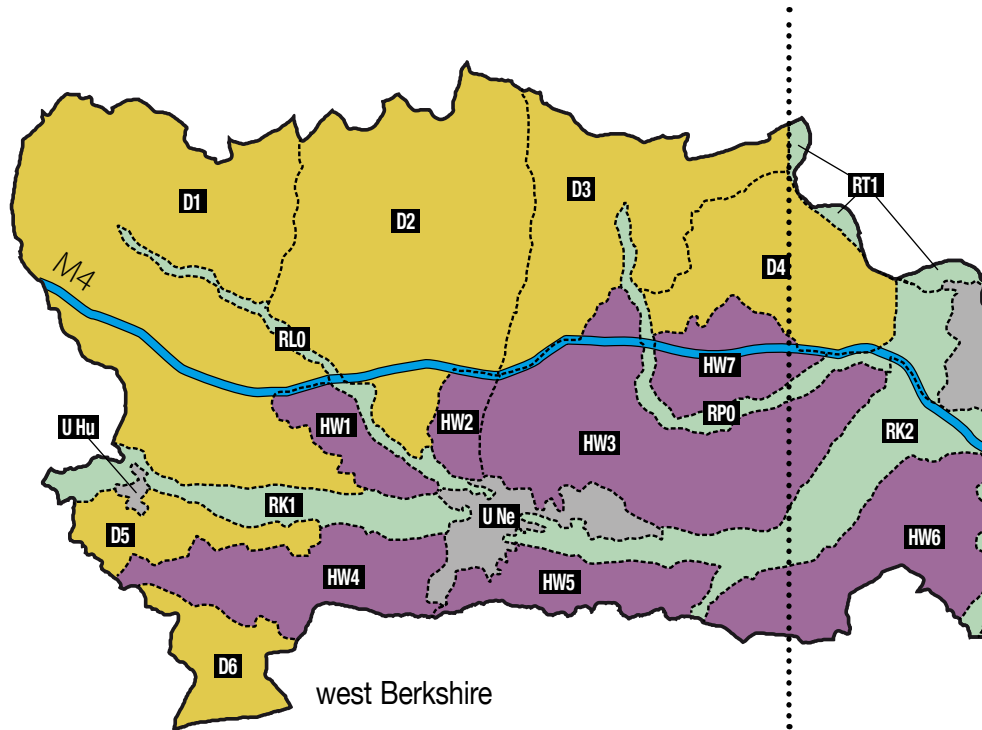 RT1
D1
D3
D2
M4
D4
RL0
HW7
RP0
U Hu
HW1
HW2
HW3
RK2
RK1
U Ne
D5
HW6
HW4
HW5
D6
west Berkshire